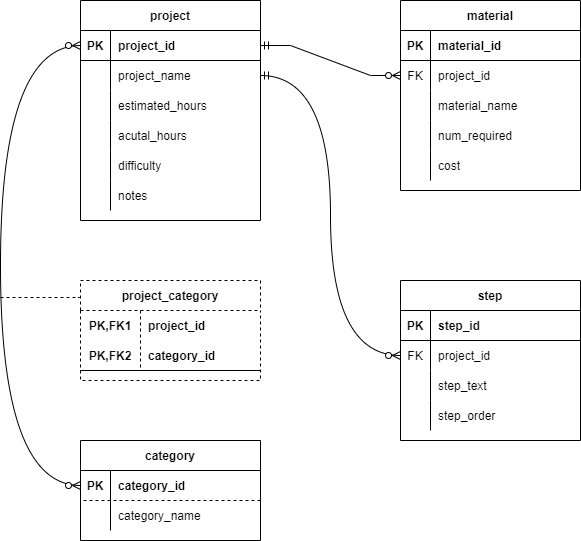 project
PK project_id
project_name
estimated_hours
acutal_hours
difficulty
notes
material
PK material_id
FK project_id
material_name
num_required
cost
project_category
PK,FK1 project_id
PK,FK2 category_id
step
PK step_id
FK project_id
step_text
step_order
category
PK category_id
category_name